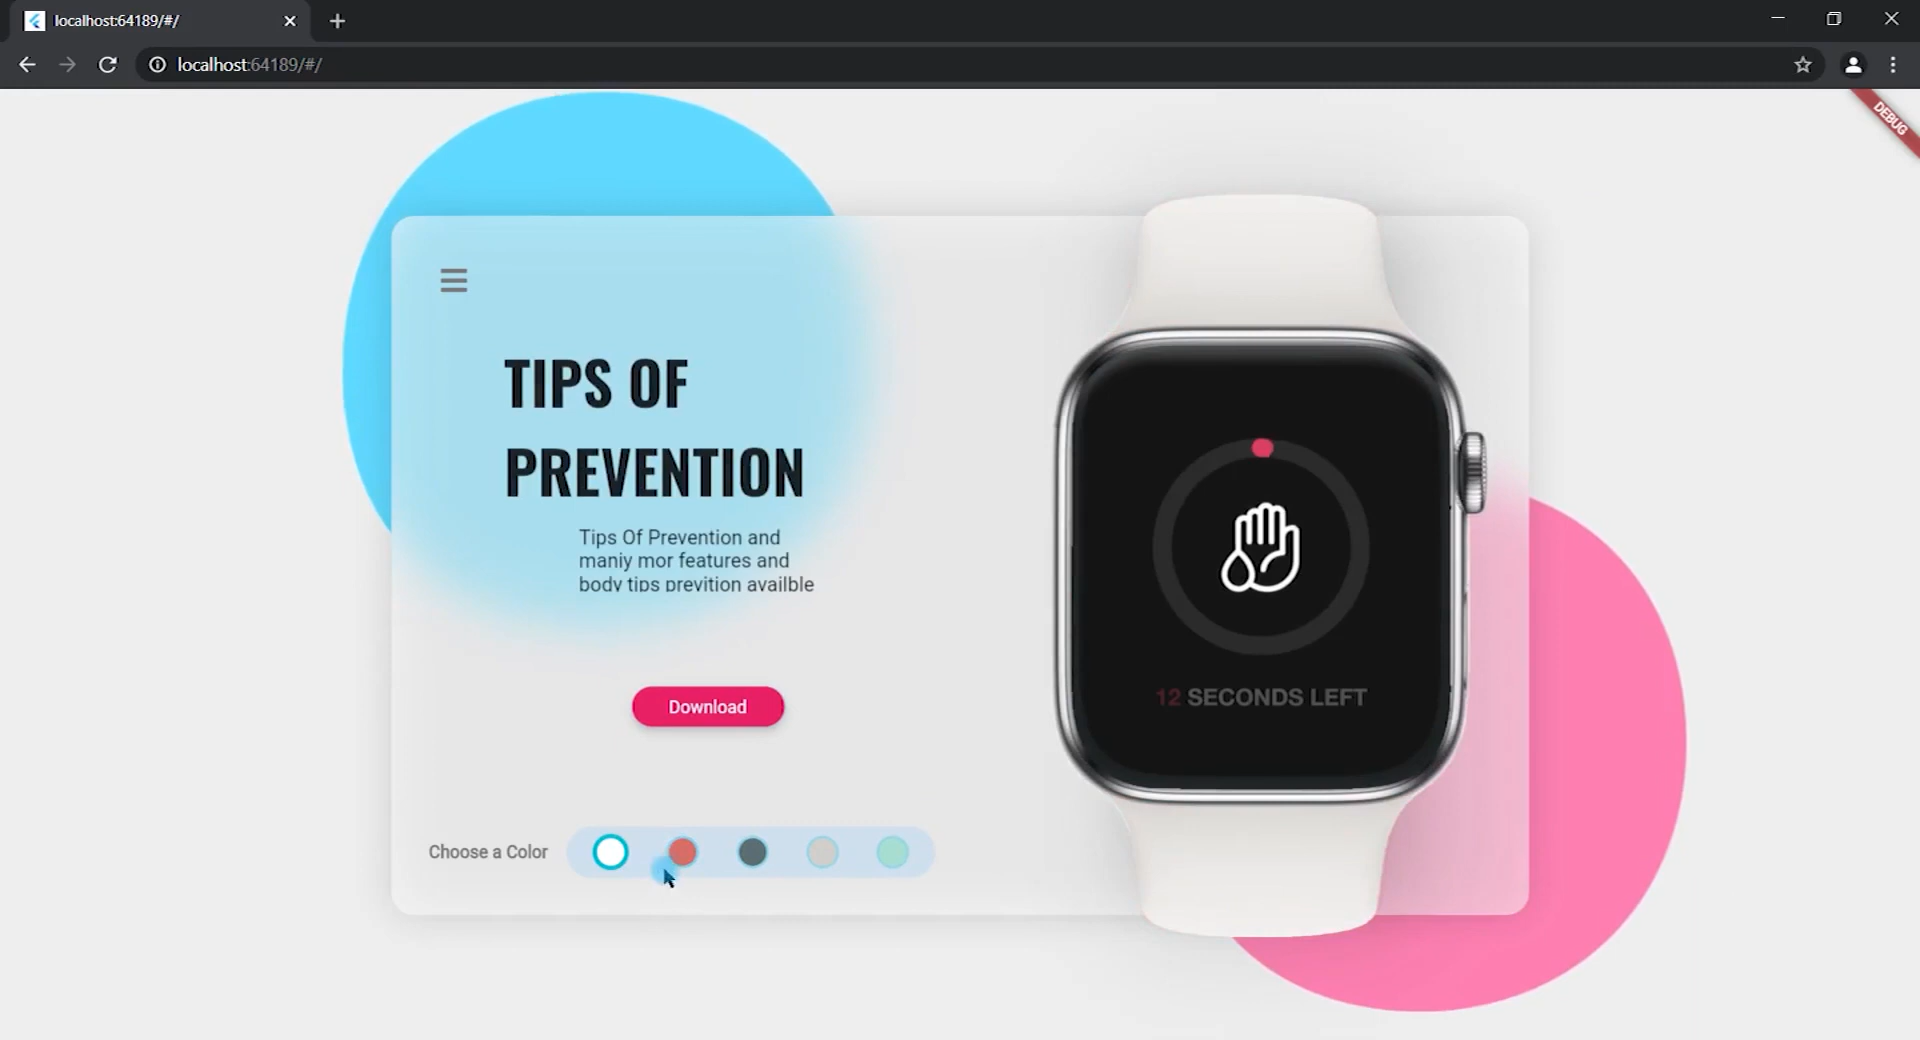 localhost:64189/#/
localhost:64189/#/
DEBUG
TIPS OF
PREVENTION
Tips Of Prevention and
maniy mor features and
body tips prevition availble
Download
12 SECONDS LEFT
Choose a Color